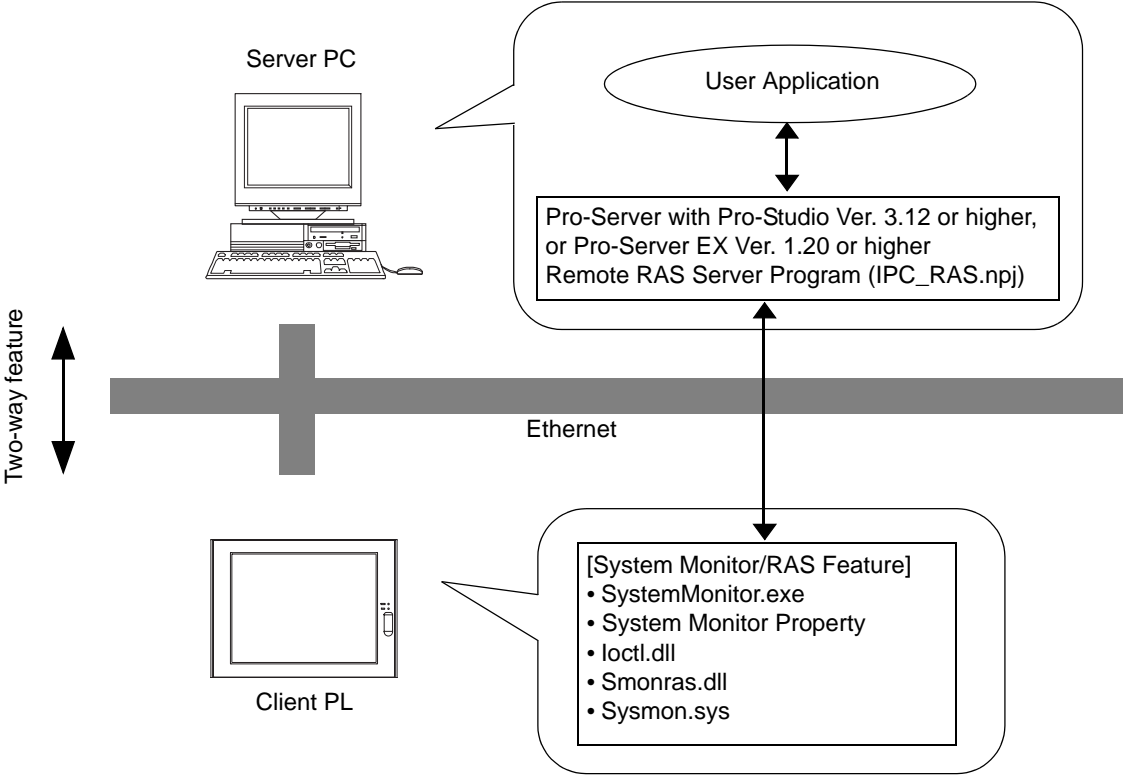 Server PC
User Application
Pro-Server with Pro-Studio Ver. 3.12 or higher,
or Pro-Server EX Ver. 1.20 or higher
Remote RAS Server Program (IPC_RAS.npj)
Two-way feature
Ethernet
[System Monitor/RAS Feature]
• SystemMonitor.exe
• System Monitor Property
• Ioctl.dll
• Smonras.dll
• Sysmon.sys
Client PL